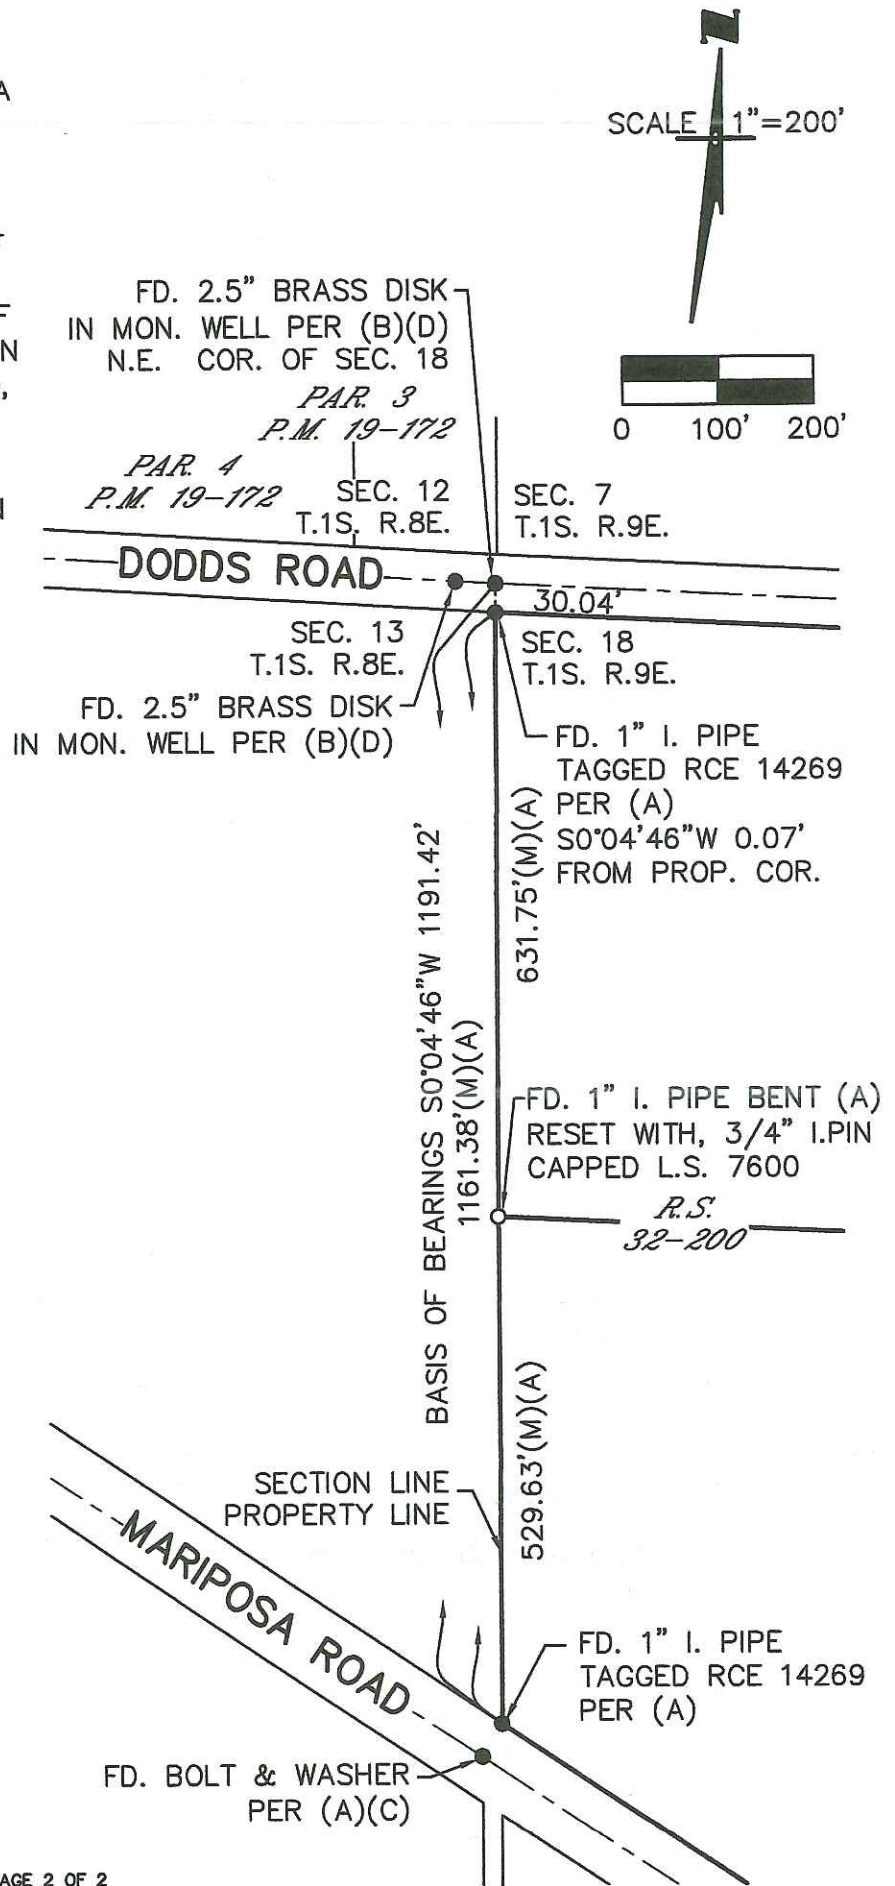 A
SCALE 1"=200'
FD. 2.5" BRASS DISK
IN MON. WELL PER (B)(D)
N.E. COR. OF SEC. 18
N
PAR. 3
P.M. 19-172
0 100' 200'
PAR. 4
P.M. 19-172
SEC. 12
T.1S. R.8E.
SEC. 7
T.1S. R.9E.
DODDS ROAD
30.04'
SEC. 13
T.1S. R.8E.
SEC. 18
T.1S. R.9E.
FD. 2.5" BRASS DISK
IN MON. WELL PER (B)(D)
FD. 1" I. PIPE
TAGGED RCE 14269
PER (A)
S0°04'46"W 0.07'
FROM PROP. COR.
631.75'(M)(A)
BASIS OF BEARINGS S0°04'46"W 1191.42'
1161.38'(M)(A)
FD. 1" I. PIPE BENT (A)
RESET WITH, 3/4" I.PIN
CAPPED L.S. 7600
R.S.
32-200
529.63'(M)(A)
SECTION LINE
PROPERTY LINE
MARIPOSA ROAD
FD. 1" I. PIPE
TAGGED RCE 14269
PER (A)
FD. BOLT & WASHER
PER (A)(C)
AGE 2 OF 2